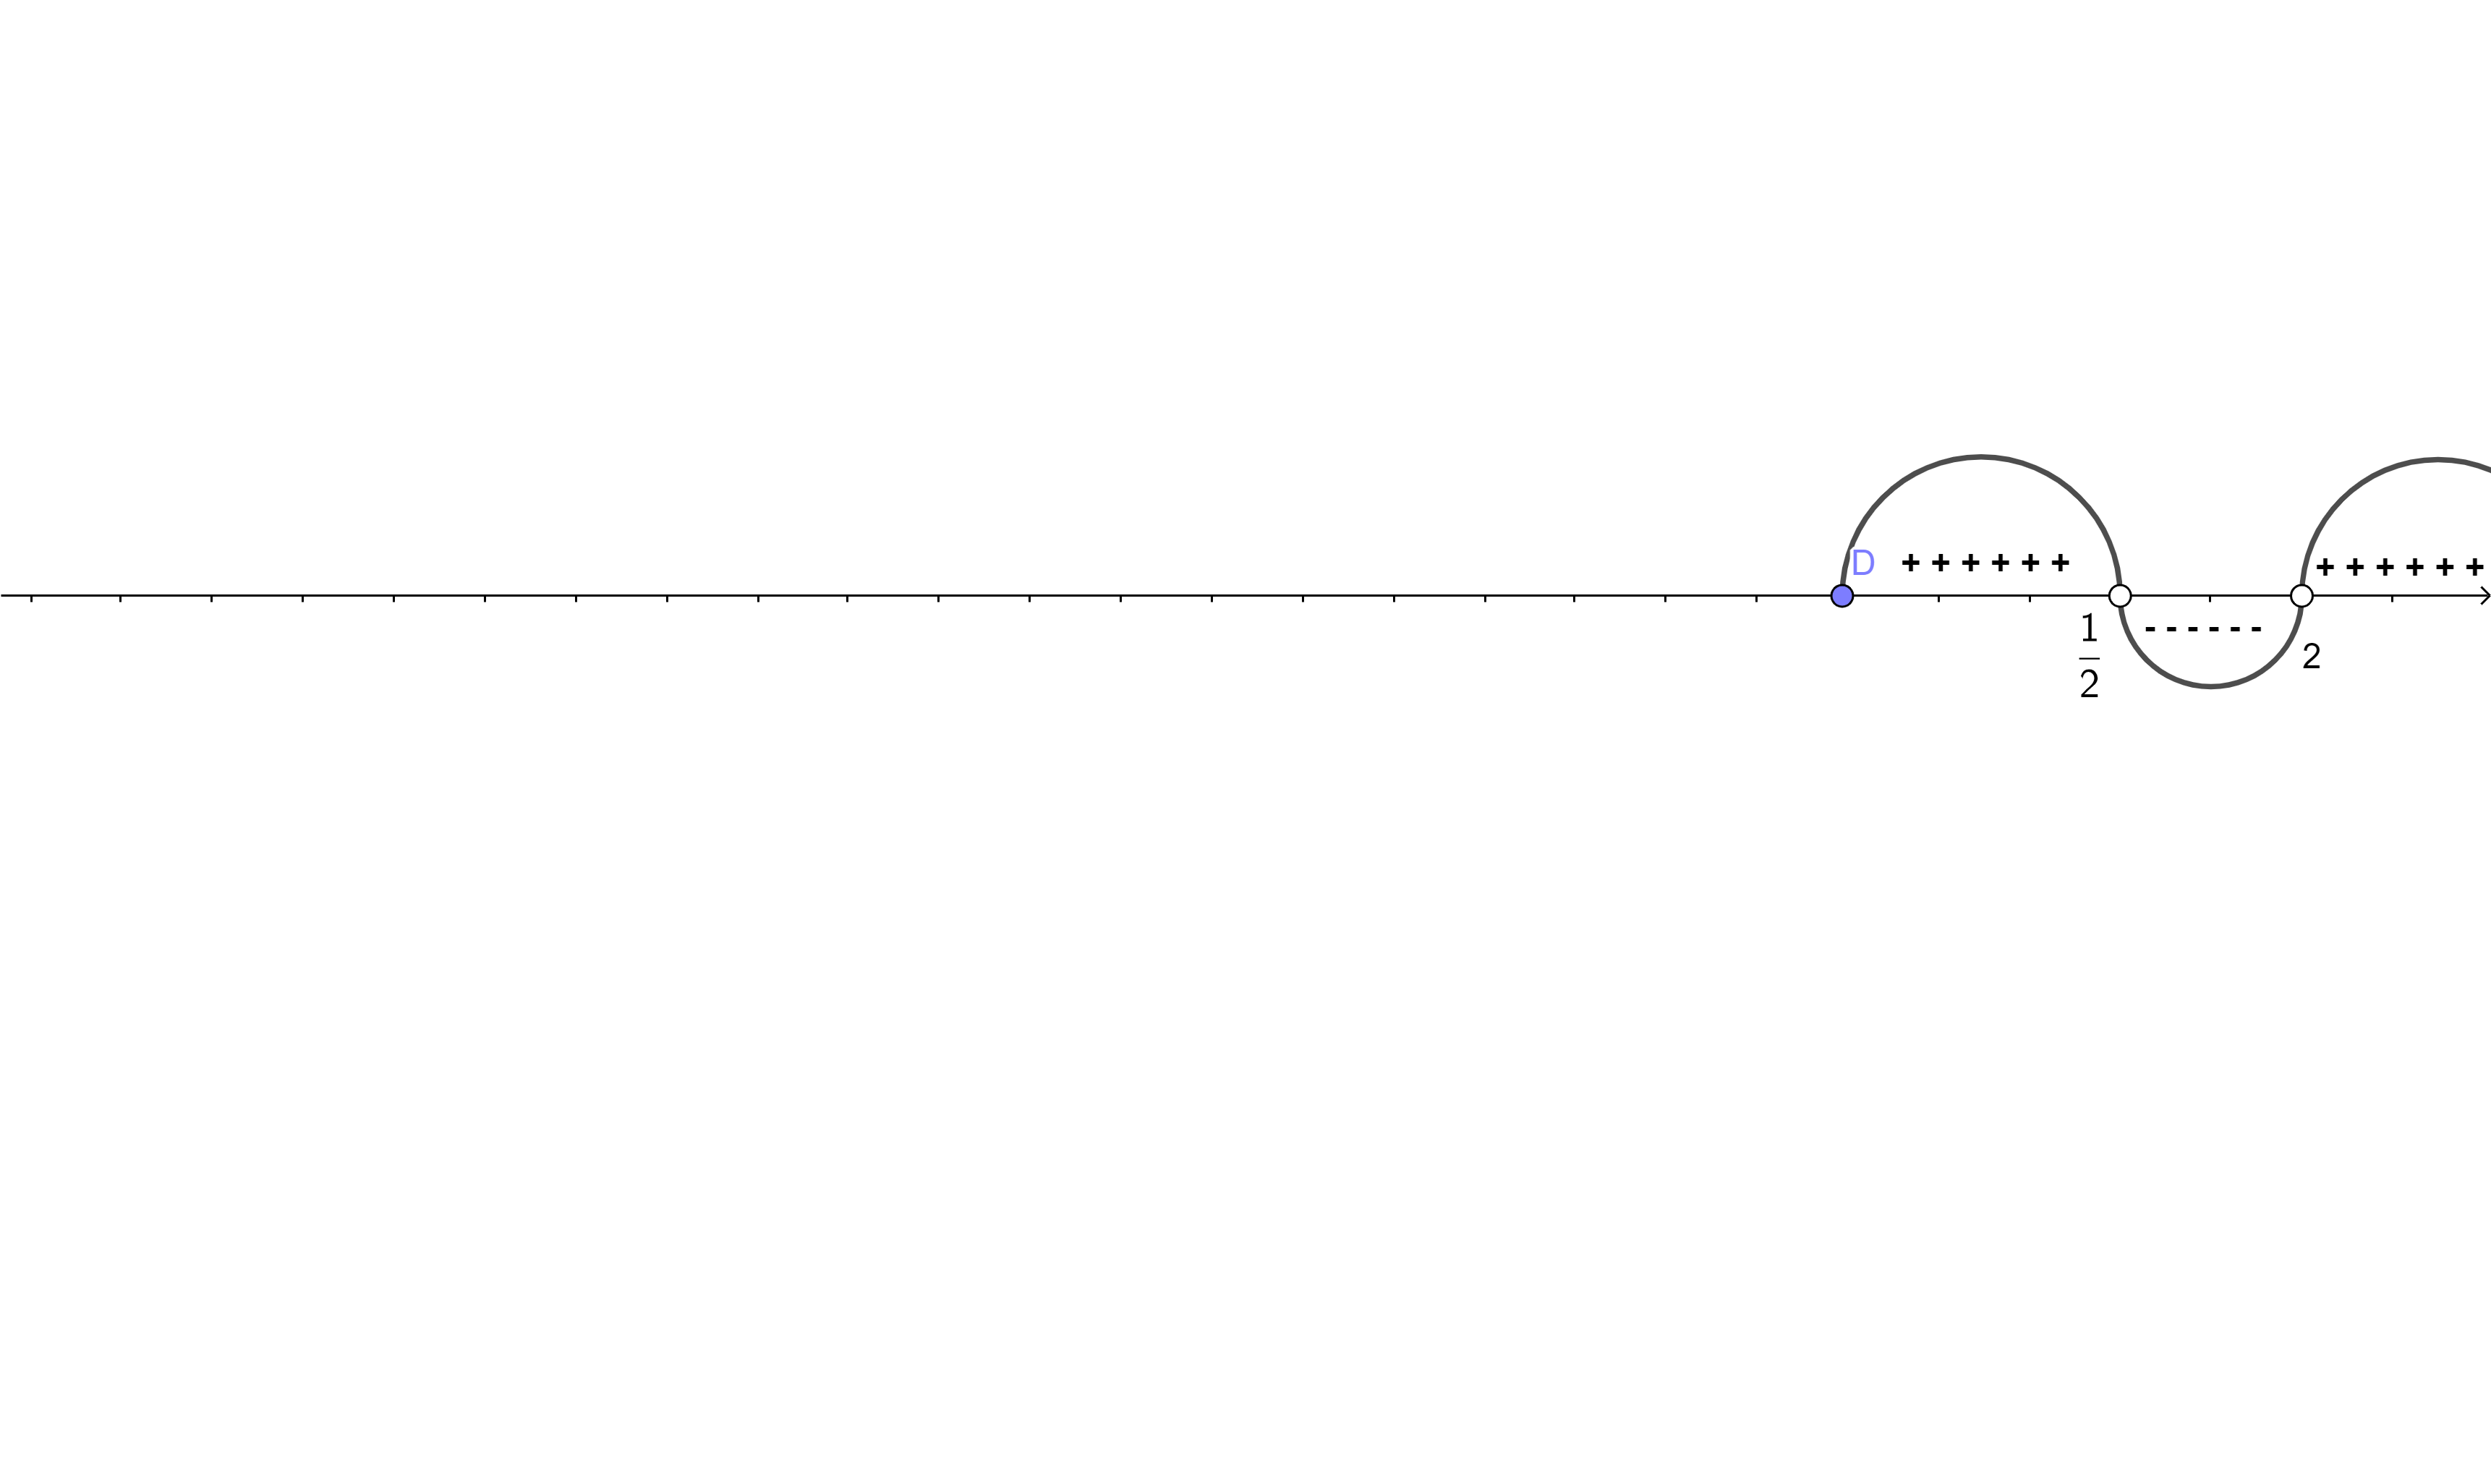 D + + + + + +
+ + + + + +
- - - - - -
1
2
2